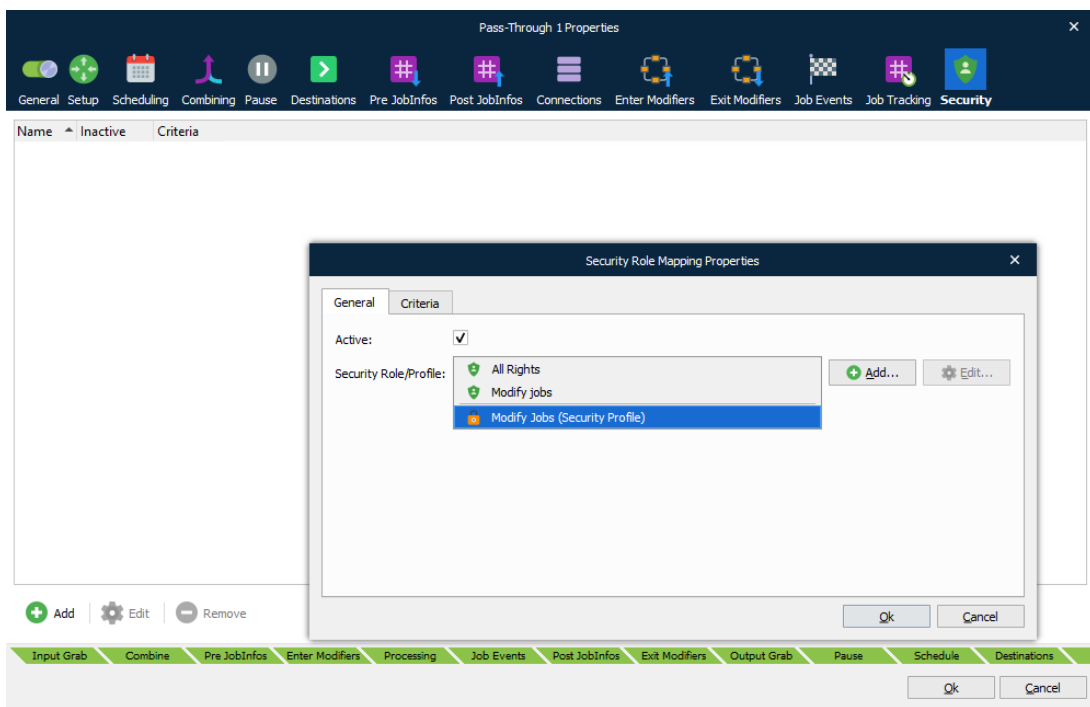 Pass-Through 1 Properties
General Setup Scheduling Combining Pause Destinations Pre JobInfos Post JobInfos Connections Enter Modifiers Exit Modifiers Job Events Job Tracking Security
Name Inactive Criteria
Security Role Mapping Properties
General Criteria
Active:
Security Role/Profile: All Rights Add... Edit...
Modify jobs
Modify Jobs (Security Profile)
Ok Cancel
Add Edit Remove
Input Grab Combine Pre JobInfos Enter Modifiers Processing Job Events Post JobInfos Exit Modifiers Output Grab Pause Schedule Destinations
Ok Cancel